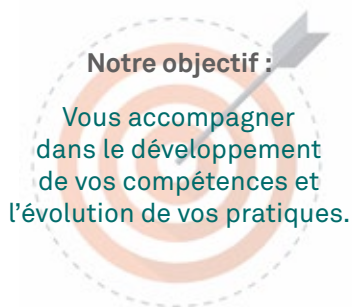 Notre objectif :
Vous accompagner
dans le développement
de vos compétences et
l’évolution de vos pratiques.